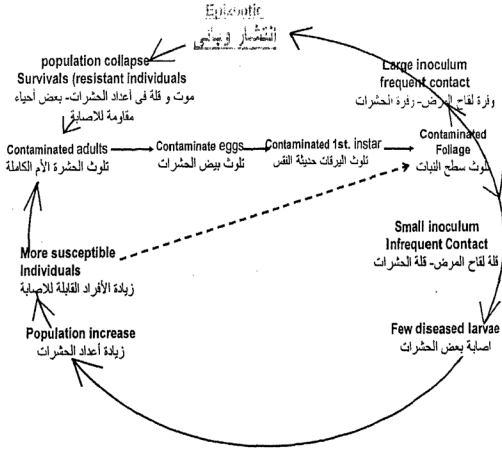 Epizootic
انتشار وبائى
population collapse
Survivals (resistant individuals
موت و قلة فى أعداد الحشرات- بعض أحياء
مقاومة للاصابة
Large inoculum
frequent contact
وفرة لقاح المرض- وفرة الحشرات
Contaminated adults
تلوث الحشرة الأم الكاملة
Contaminate eggs
تلوث بيض الحشرات
Contaminated 1st. instar
تلوث اليرقات حديثة الفقس
Contaminated
Foliage
تلوث سطح النبات
Small inoculum
Infrequent Contact
قلة لقاح المرض- قلة الحشرات
More susceptible
Individuals
زيادة الأفراد القابلة للاصابة
Few diseased larvae
اصابة بعض الحشرات
Population increase
زيادة أعداد الحشرات